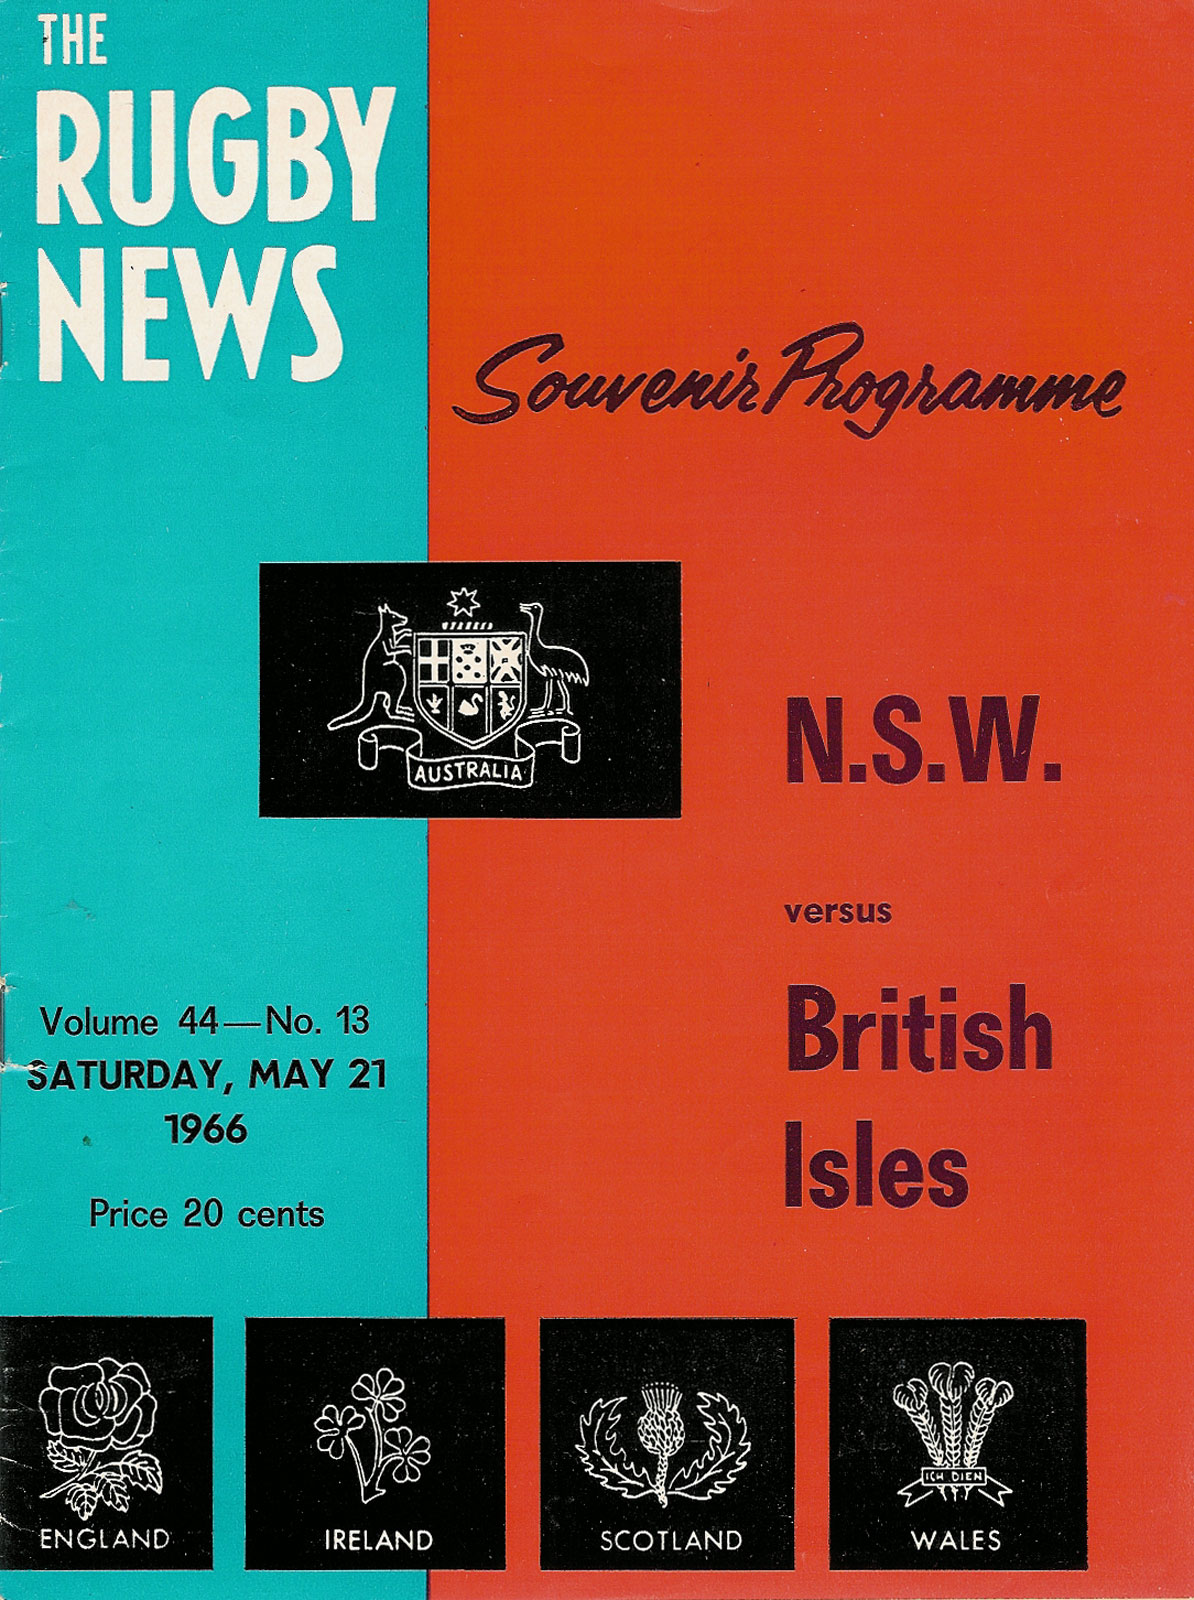 THE
RUGBY
NEWS
Souvenir Programme
AUSTRALIA
N.S.W.
versus
British
Isles
Volume 44—No. 13
SATURDAY, MAY 21
1966
Price 20 cents
ENGLAND
IRELAND
SCOTLAND
ICH DIEN
WALES